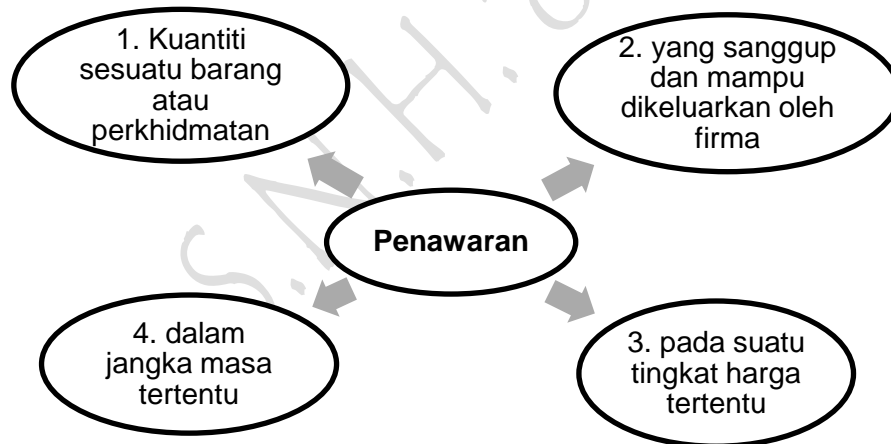 1. Kuantiti
sesuatu barang
atau
perkhidmatan
2. yang sanggup
dan mampu
dikeluarkan oleh
firma
Penawaran
4. dalam
jangka masa
tertentu
3. pada suatu
tingkat harga
tertentu
S.N.H.